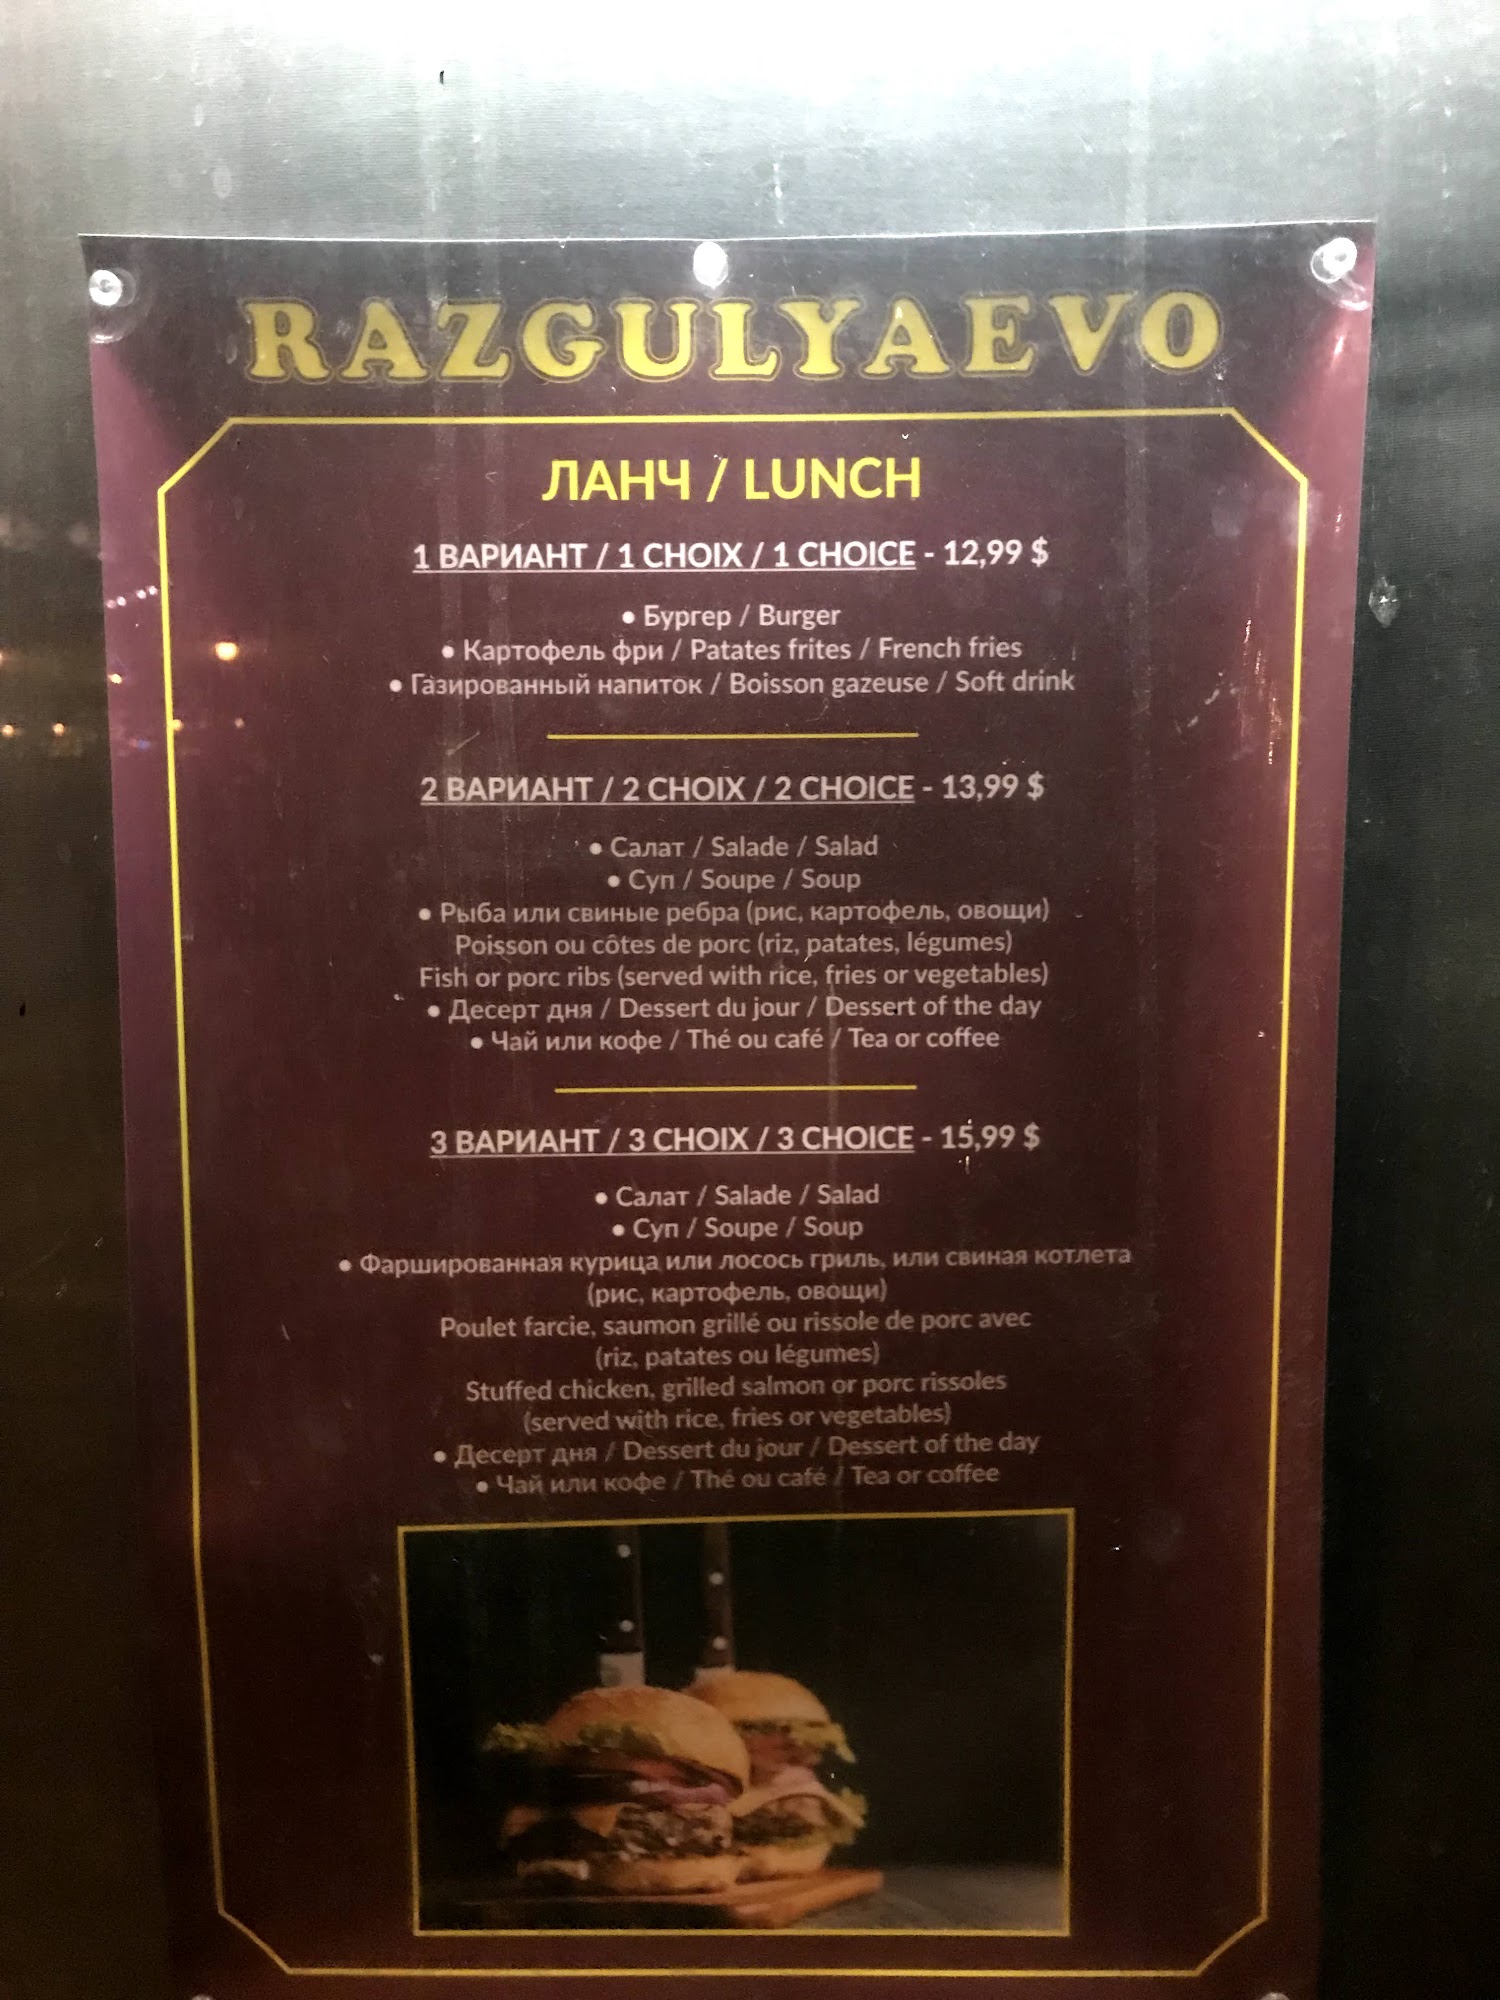 RAZGULYAEVO
ЛАНЧ / LUNCH
1 ВАРИАНТ / 1 CHOIX / 1 CHOICE - 12,99 $
• Бургер / Burger
• Картофель фри / Patates frites / French fries
• Газированный напиток / Boisson gazeuse / Soft drink
2 ВАРИАНТ / 2 CHOIX / 2 CHOICE - 13,99 $
• Салат / Salade / Salad
• Суп / Soupe / Soup
• Рыба или свиные ребра (рис, картофель, овощи)
Poisson ou côtes de porc (riz, patates, légumes)
Fish or porc ribs (served with rice, fries or vegetables)
• Десерт дня / Dessert du jour / Dessert of the day
• Чай или кофе / Thé ou café / Tea or coffee
3 ВАРИАНТ / 3 CHOIX / 3 CHOICE - 15,99 $
• Салат / Salade / Salad
• Суп / Soupe / Soup
• Фаршированная курица или лосось гриль, или свиная котлета
(рис, картофель, овощи)
Poulet farcie, saumon grillé ou rissole de porc avec
(riz, patates ou légumes)
Stuffed chicken, grilled salmon or porc rissoles
(served with rice, fries or vegetables)
• Десерт дня / Dessert du jour / Dessert of the day
• Чай или кофе / Thé ou café / Tea or coffee